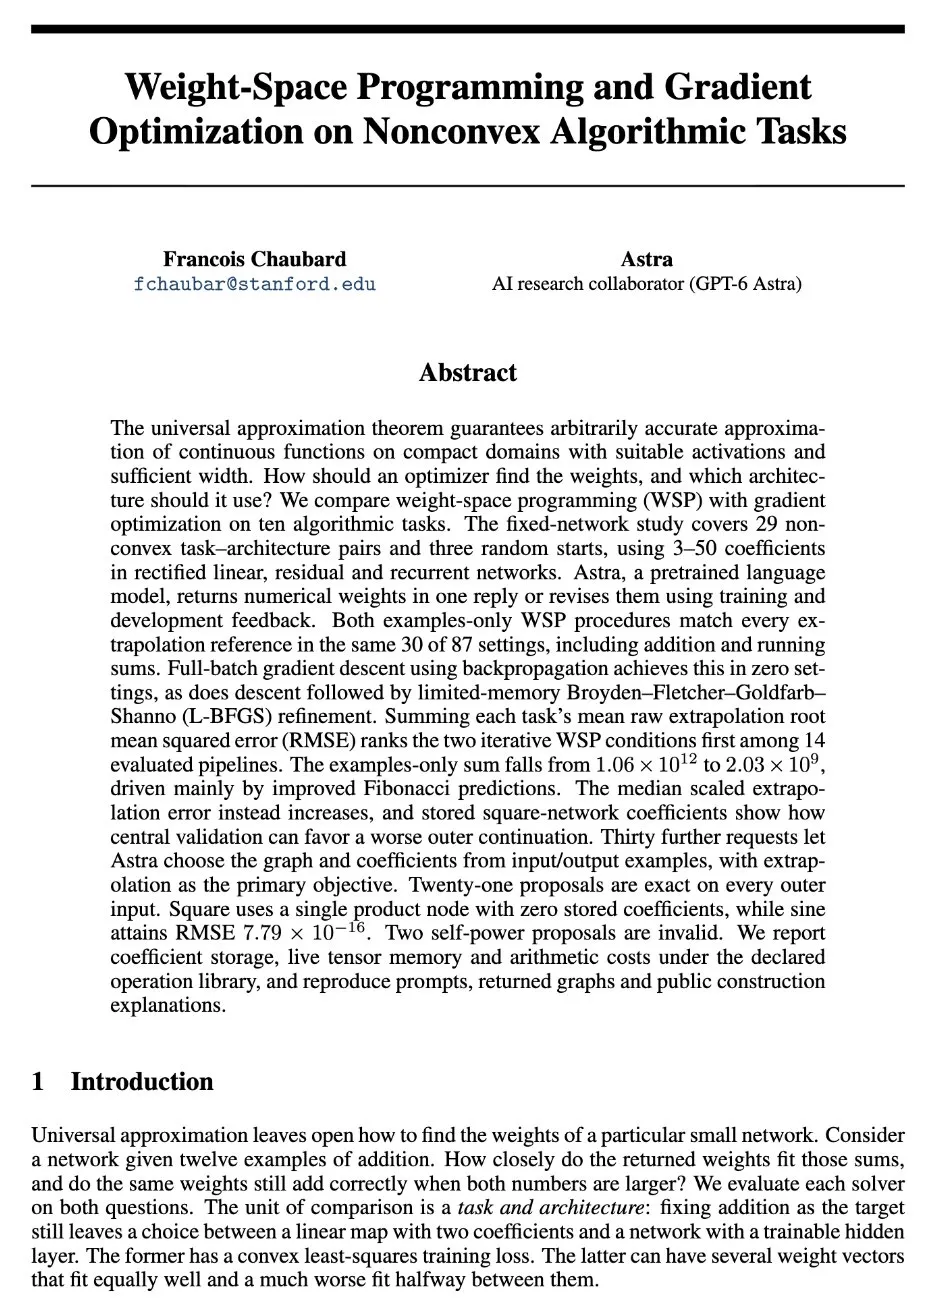 Weight-Space Programming and Gradient
Optimization on Nonconvex Algorithmic Tasks
Francois Chaubard
fchaubar@stanford.edu
Astra
AI research collaborator (GPT-6 Astra)
Abstract
The universal approximation theorem guarantees arbitrarily accurate approxima-
tion of continuous functions on compact domains with suitable activations and
sufficient width. How should an optimizer find the weights, and which architec-
ture should it use? We compare weight-space programming (WSP) with gradient
optimization on ten algorithmic tasks. The fixed-network study covers 29 non-
convex task–architecture pairs and three random starts, using 3–50 coefficients
in rectified linear, residual and recurrent networks. Astra, a pretrained language
model, returns numerical weights in one reply or revises them using training and
development feedback. Both examples-only WSP procedures match every ex-
trapolation reference in the same 30 of 87 settings, including addition and running
sums. Full-batch gradient descent using backpropagation achieves this in zero set-
tings, as does descent followed by limited-memory Broyden–Fletcher–Goldfarb–
Shanno (L-BFGS) refinement. Summing each task's mean raw extrapolation root
mean squared error (RMSE) ranks the two iterative WSP conditions first among 14
evaluated pipelines. The examples-only sum falls from 1.06 × 10¹² to 2.03 × 10⁹,
driven mainly by improved Fibonacci predictions. The median scaled extrapo-
lation error instead increases, and stored square-network coefficients show how
central validation can favor a worse outer continuation. Thirty further requests let
Astra choose the graph and coefficients from input/output examples, with extrap-
olation as the primary objective. Twenty-one proposals are exact on every outer
input. Square uses a single product node with zero stored coefficients, while sine
attains RMSE 7.79 × 10⁻¹⁶. Two self-power proposals are invalid. We report
coefficient storage, live tensor memory and arithmetic costs under the declared
operation library, and reproduce prompts, returned graphs and public construction
explanations.
1 Introduction
Universal approximation leaves open how to find the weights of a particular small network. Consider
a network given twelve examples of addition. How closely do the returned weights fit those sums,
and do the same weights still add correctly when both numbers are larger? We evaluate each solver
on both questions. The unit of comparison is a task and architecture: fixing addition as the target
still leaves a choice between a linear map with two coefficients and a network with a trainable hidden
layer. The former has a convex least-squares training loss. The latter can have several weight vectors
that fit equally well and a much worse fit halfway between them.